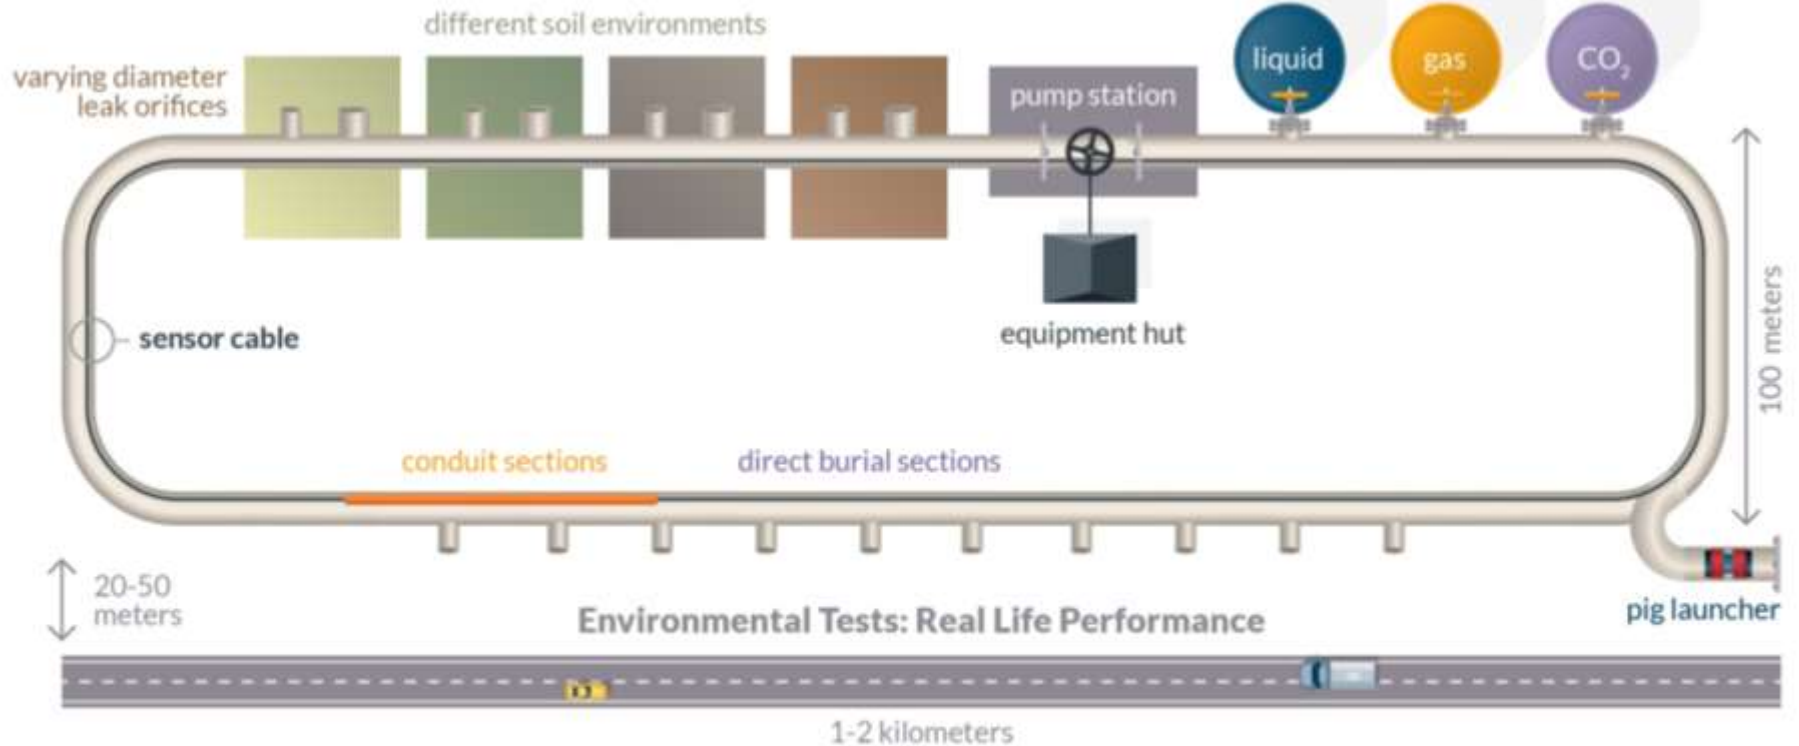 different soil environments
varying diameter
leak orifices
pump station
liquid
gas
CO₂
equipment hut
sensor cable
100 meters
conduit sections
direct burial sections
20-50
meters
Environmental Tests: Real Life Performance
pig launcher
1-2 kilometers